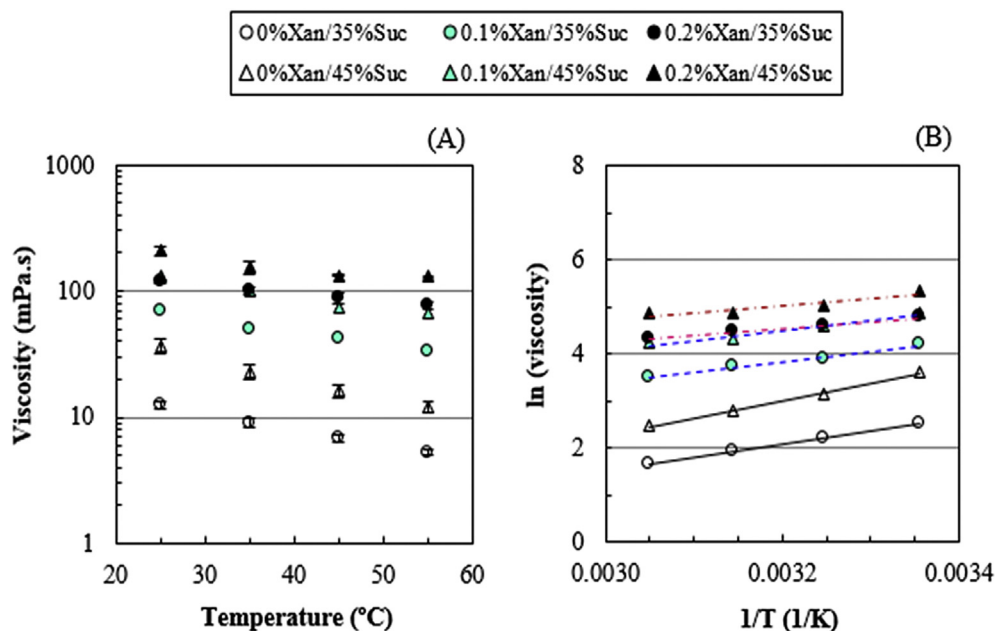 0%Xan/35%Suc 0.1%Xan/35%Suc 0.2%Xan/35%Suc
0%Xan/45%Suc 0.1%Xan/45%Suc 0.2%Xan/45%Suc
(A)
1000
100
10
1
Viscosity (mPa.s)
20 30 40 50 60
Temperature (°C)
(B)
8
6
4
2
0
ln (viscosity)
0.0030 0.0032 0.0034
1/T (1/K)